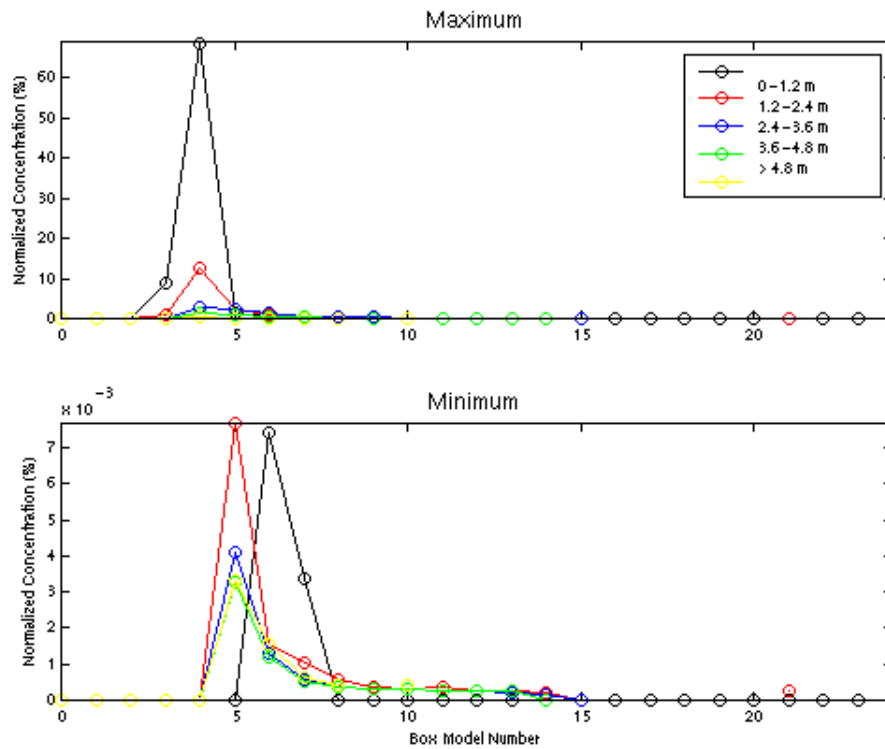 Maximum
Normalized Concentration (%)
60
50
40
30
20
10
0
0 5 10 15 20
0-1.2 m
1.2-2.4 m
2.4-3.6 m
3.6-4.8 m
> 4.8 m
Minimum
x 10^-3
Normalized Concentration (%)
7
6
5
4
3
2
1
0
0 5 10 15 20
Box Model Number